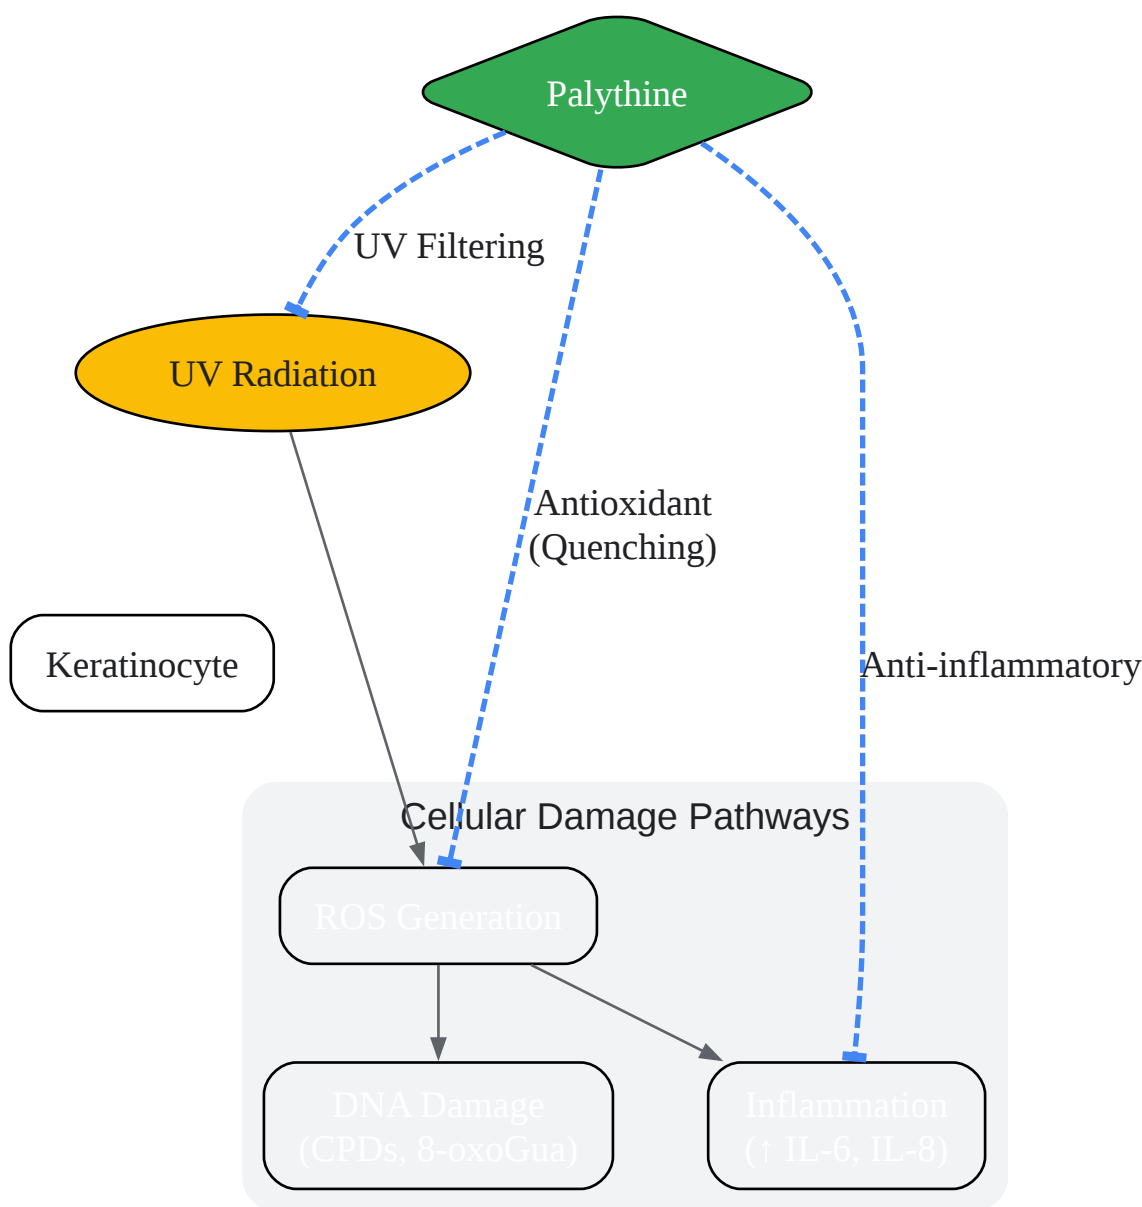 Palythine
UV Filtering
UV Radiation
Antioxidant
(Quenching)
Keratinocyte
Anti-inflammatory
Cellular Damage Pathways
ROS Generation
DNA Damage
(CPDs, 8-oxoGua)
Inflammation
(↑ IL-6, IL-8)